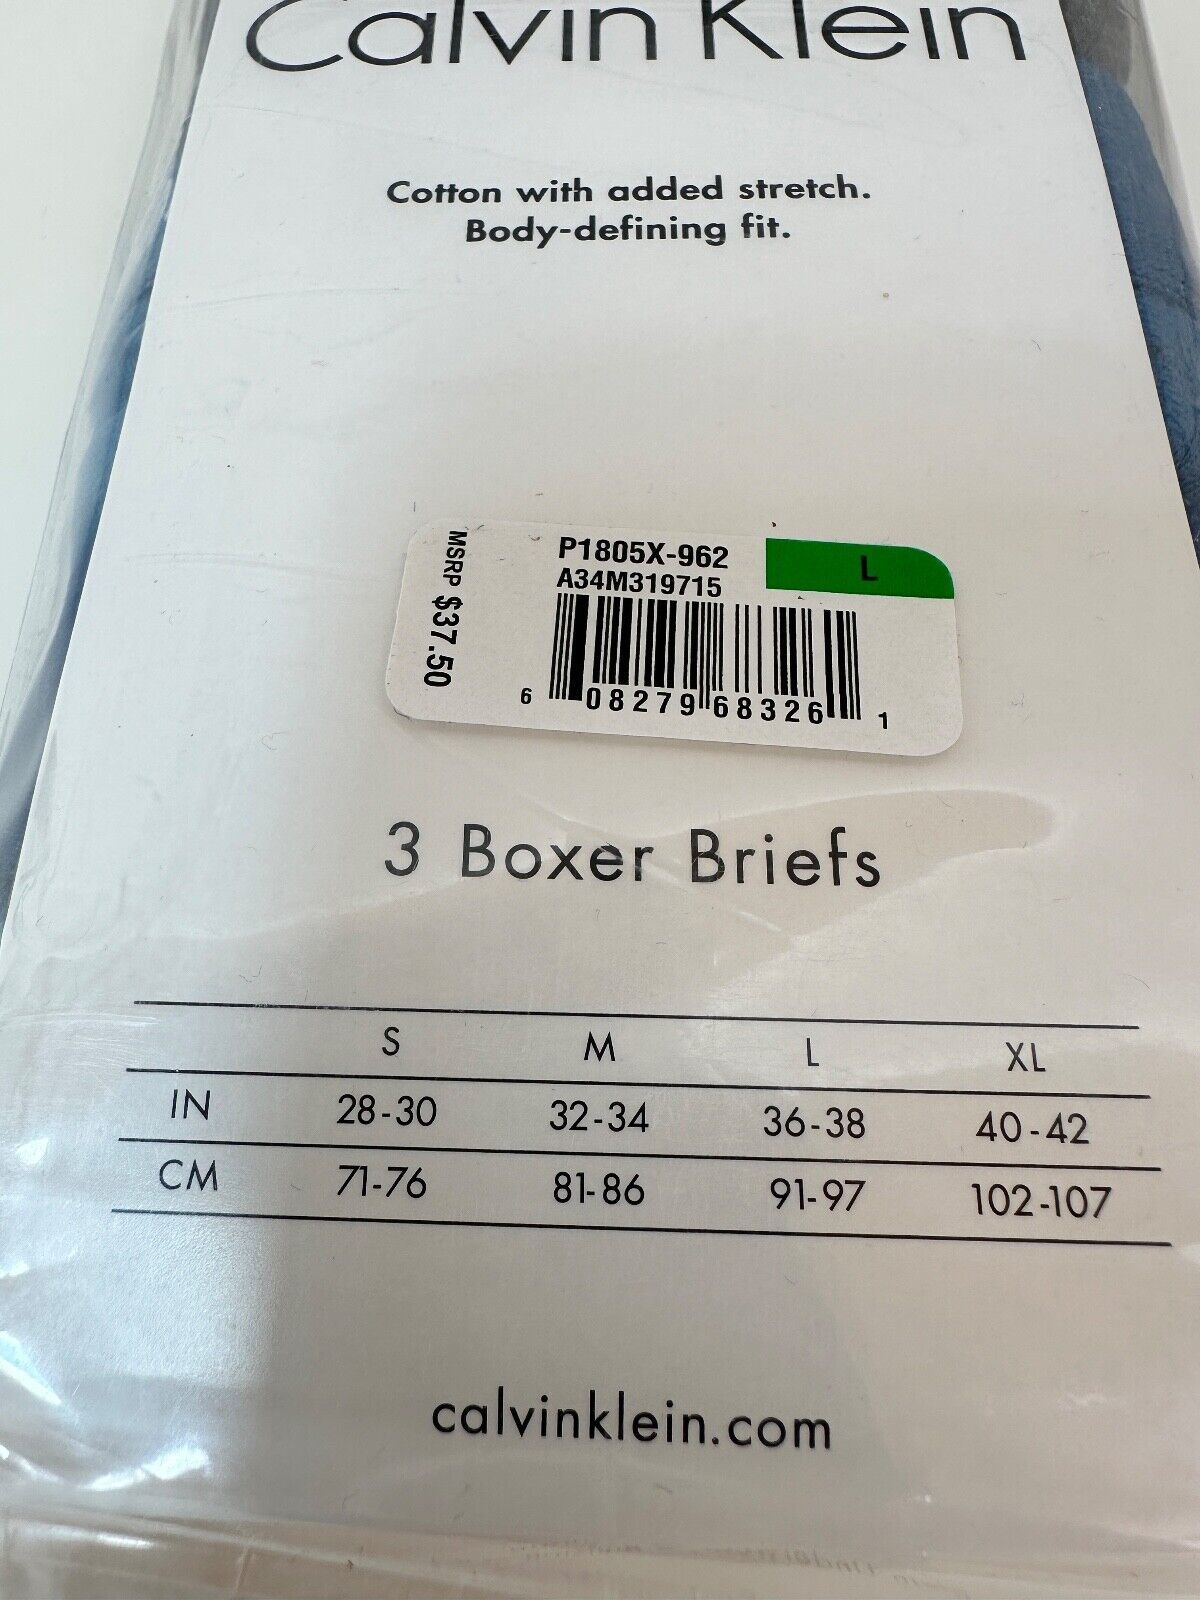 Calvin Klein
Cotton with added stretch.
Body-defining fit.
MSRP $37.50
P1805X-962
L
A34M319715
6 08279 68326 1
3 Boxer Briefs
S M L XL
IN 28-30 32-34 36-38 40-42
CM 71-76 81-86 91-97 102-107
calvinklein.com